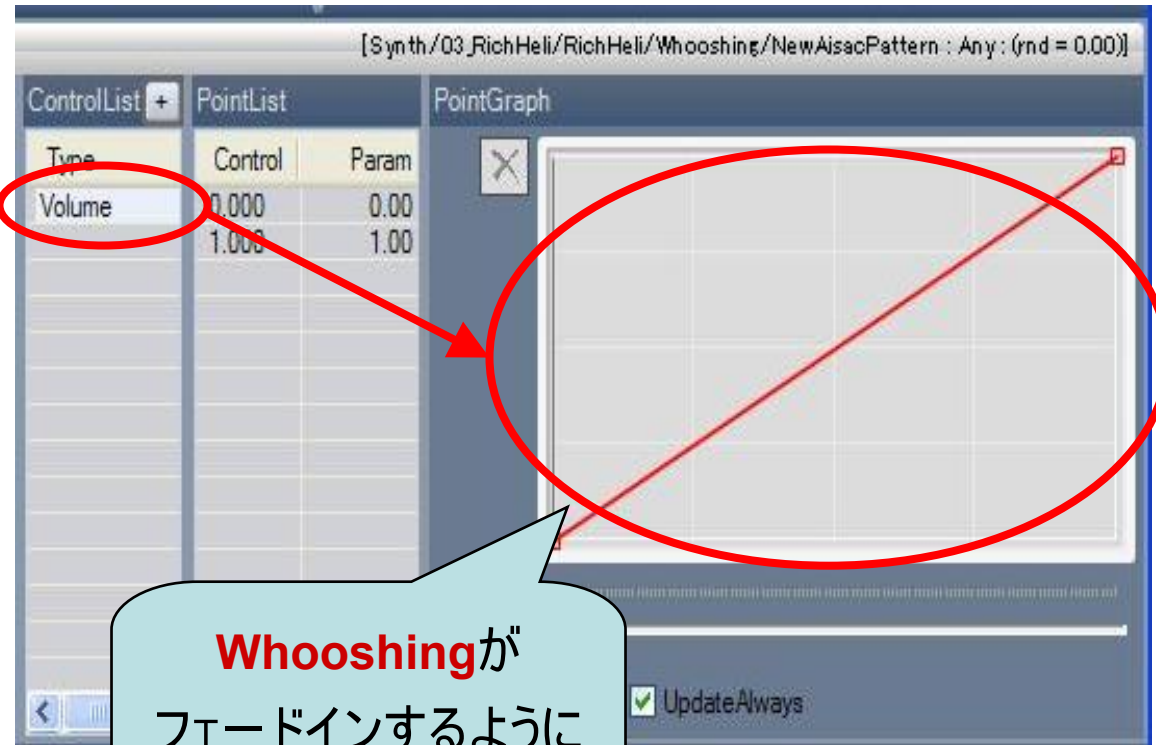 [Synth/03_RichHeli/RichHeli/Whooshing/NewAisacPattern : Any : (rnd = 0.00)]
ControlList + PointList PointGraph
Type Control Param
Volume 0.000 0.00
1.000 1.00
Whooshingが
フェードインするように
UpdateAlways